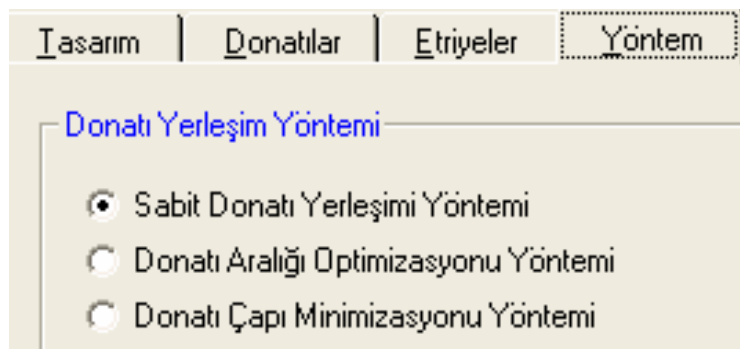 Tasarım Donatılar Etriyeler Yöntem
Donatı Yerleşim Yöntemi
Sabit Donatı Yerleşimi Yöntemi
Donatı Aralığı Optimizasyonu Yöntemi
Donatı Çapı Minimizasyonu Yöntemi